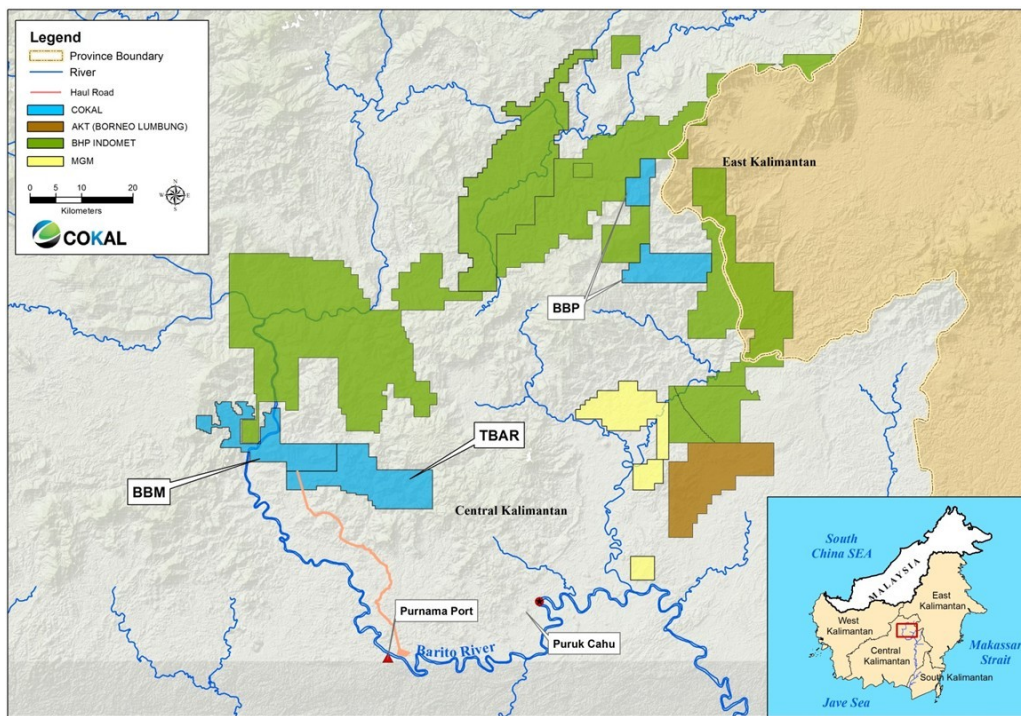 Legend
Province Boundary
River
Haul Road
COKAL
AKT (BORNEO LUMBUNG)
BHP INDOMET
MGM
0 5 10 20
Kilometers
N
W E
S
COKAL
East Kalimantan
BBP
TBAR
BBM
Central Kalimantan
Purnama Port
Barito River
Puruk Cahu
South
China SEA
MALAYSIA
East
Kalimantan
West
Kalimantan
Central
Kalimantan
Makassar
Strait
South Kalimantan
Jave Sea